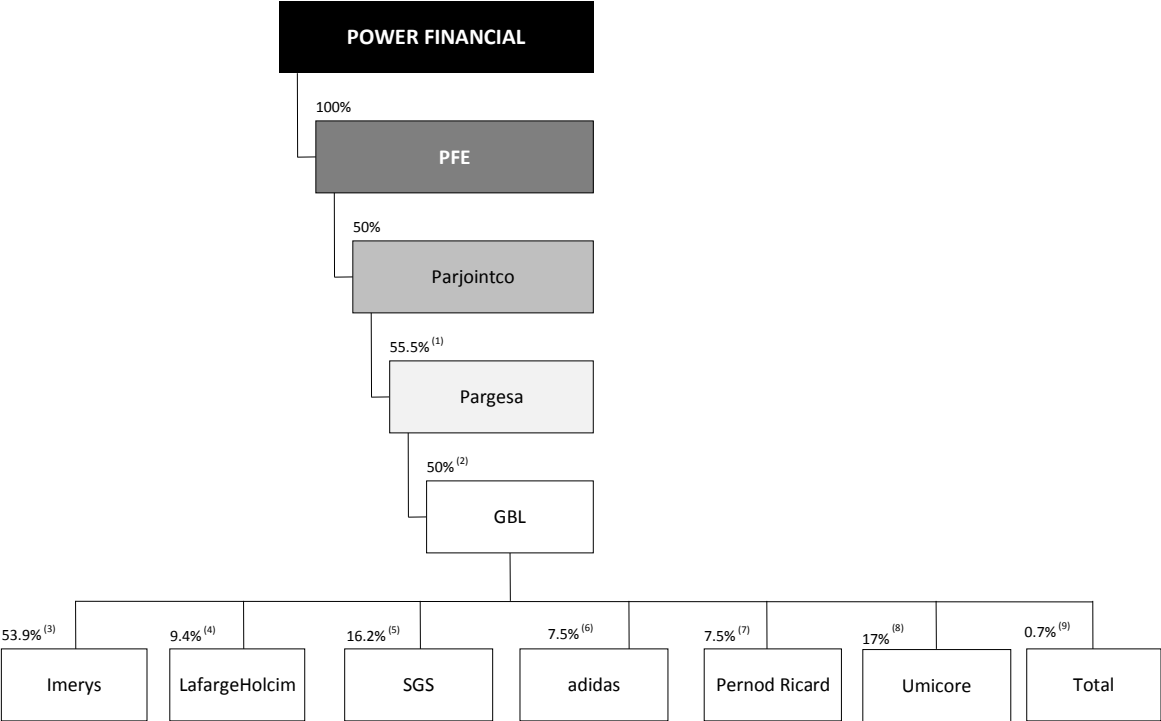 POWER FINANCIAL
100%
PFE
50%
Parjointco
55.5% (1)
Pargesa
50% (2)
GBL
53.9% (3)
9.4% (4)
16.2% (5)
7.5% (6)
7.5% (7)
17% (8)
0.7% (9)
Imerys
LafargeHolcim
SGS
adidas
Pernod Ricard
Umicore
Total